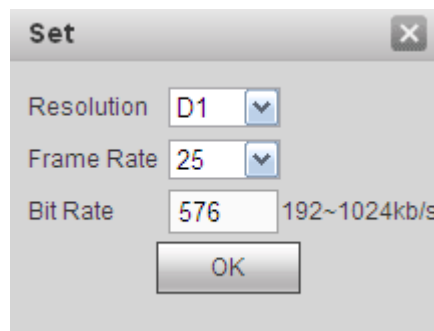 Set
Resolution D1
Frame Rate 25
Bit Rate 576 192~1024kb/s
OK